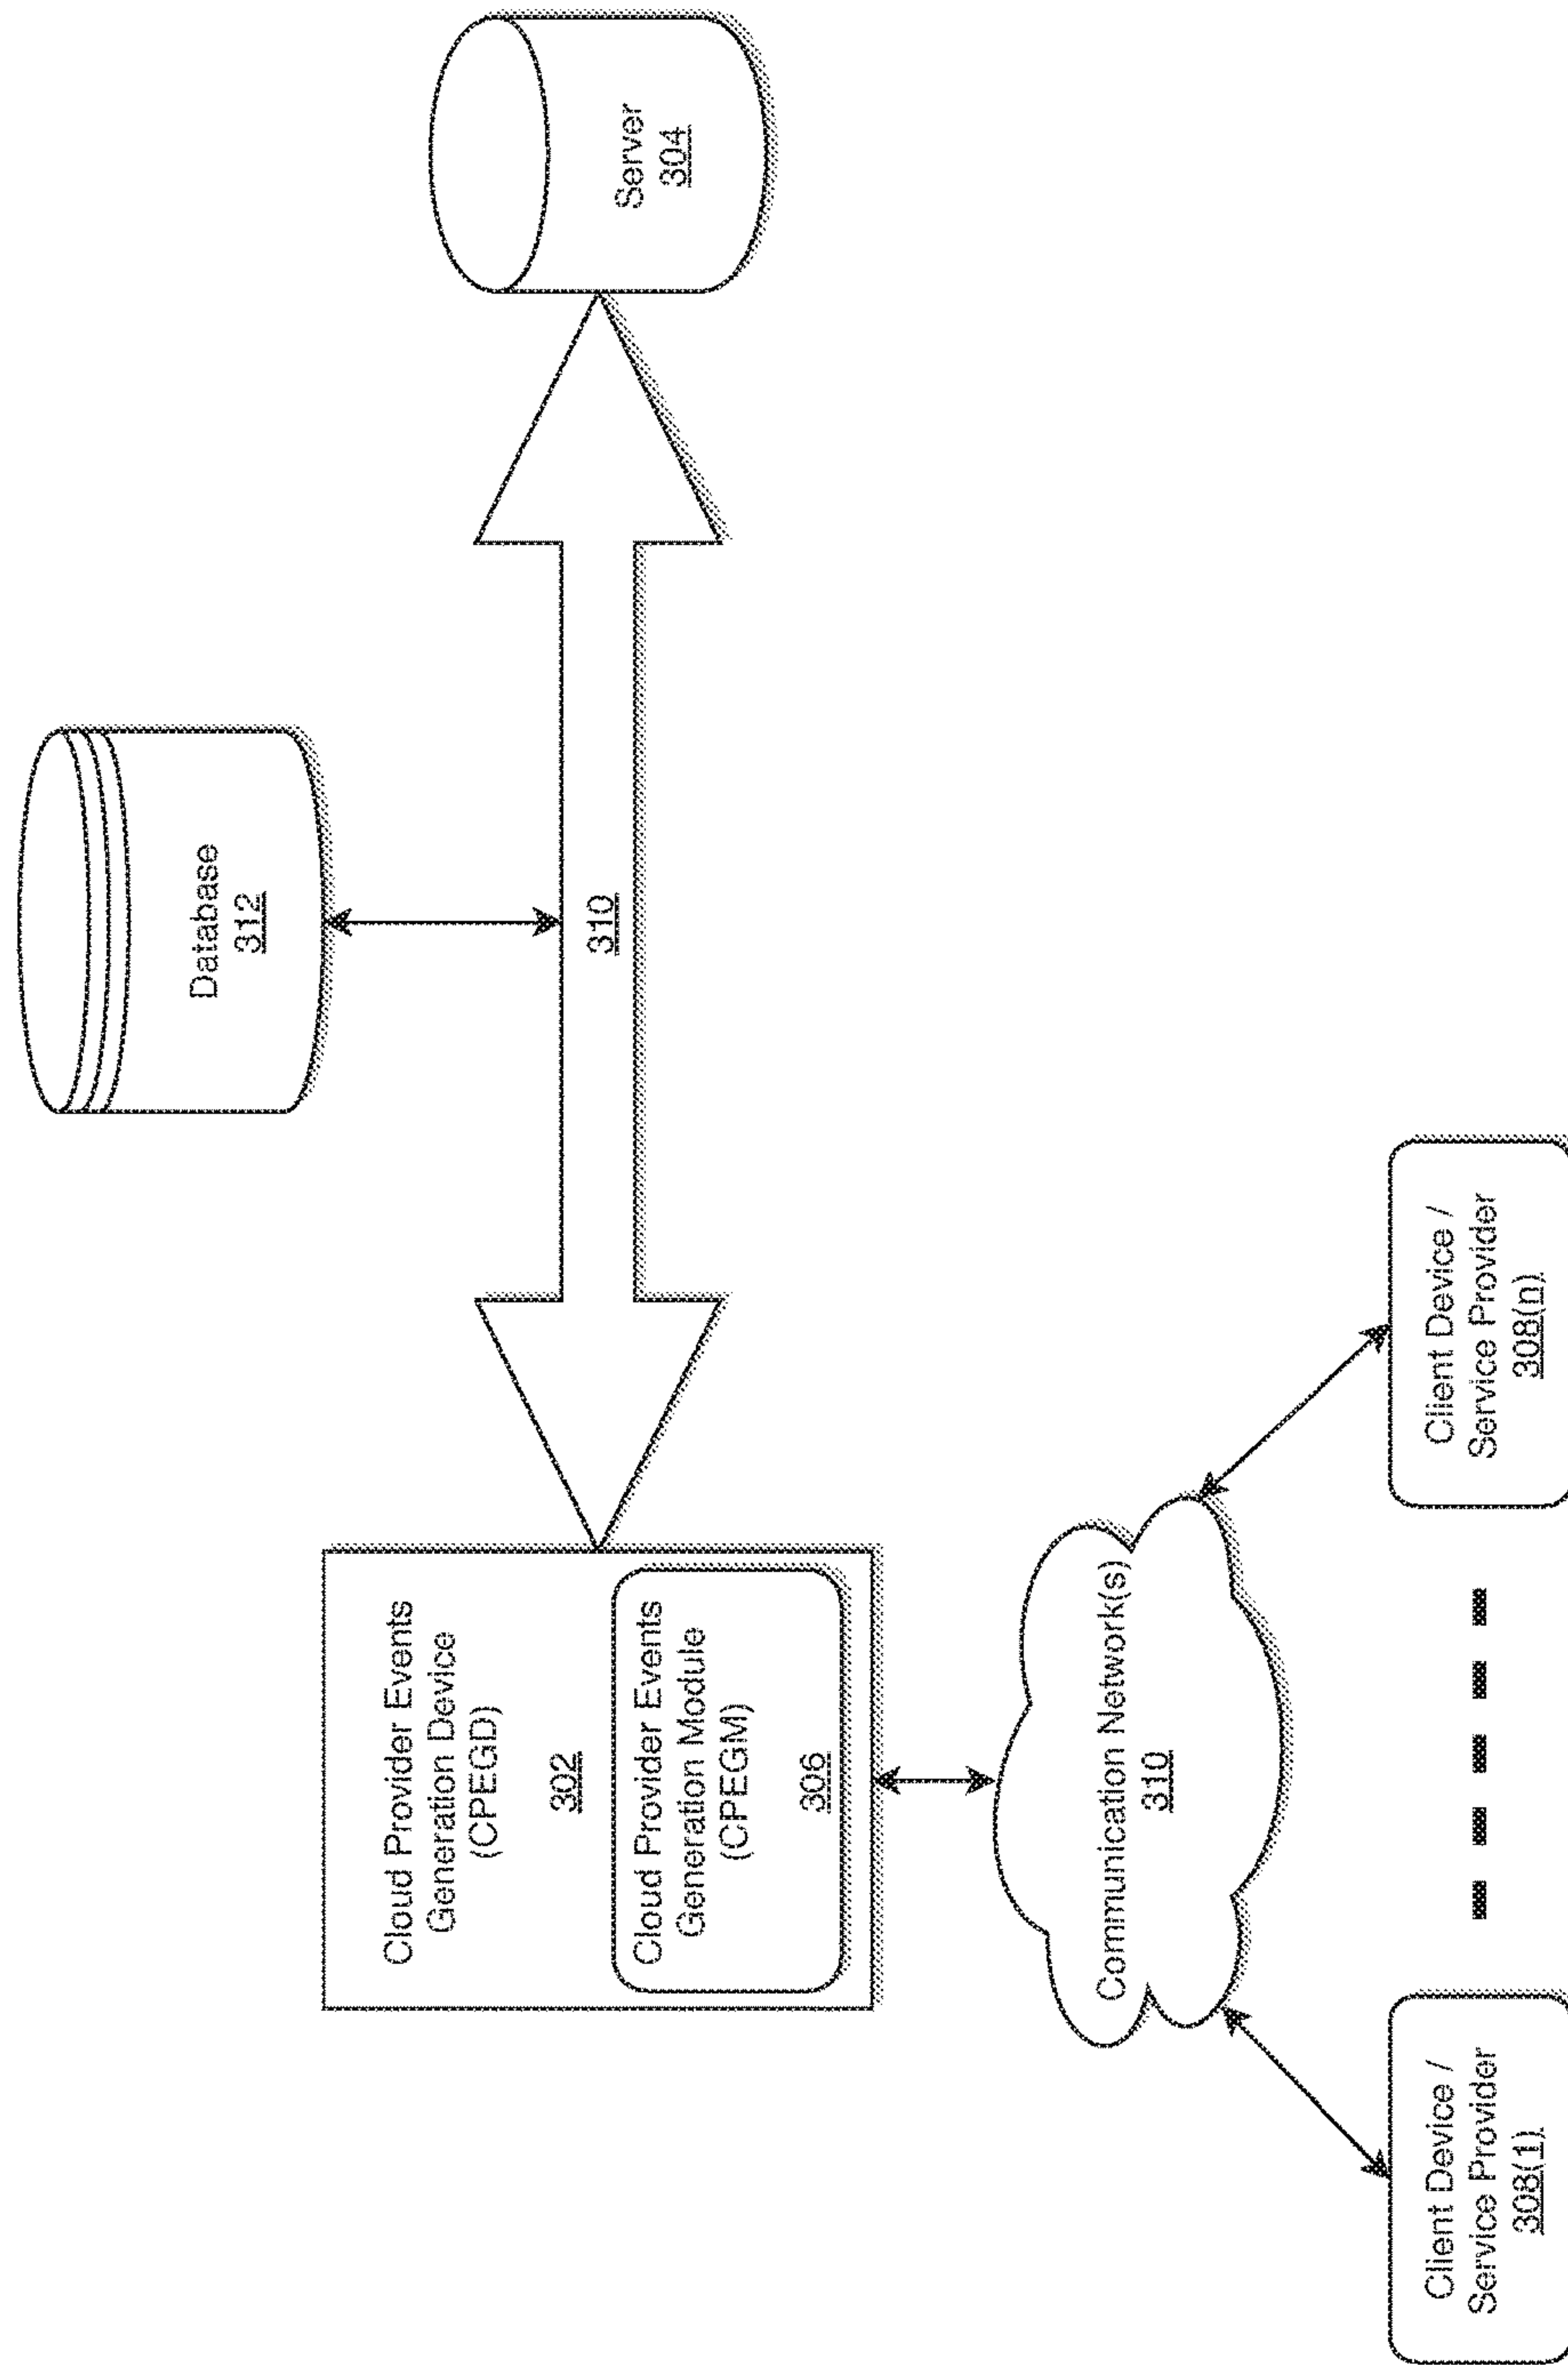 Database
312
Server
304
310
Cloud Provider Events
Generation Device
(CPEGD)
302
Cloud Provider Events
Generation Module
(CPEGM)
306
Communication Network(s)
310
Client Device /
Service Provider
308(1)
Client Device /
Service Provider
308(n)